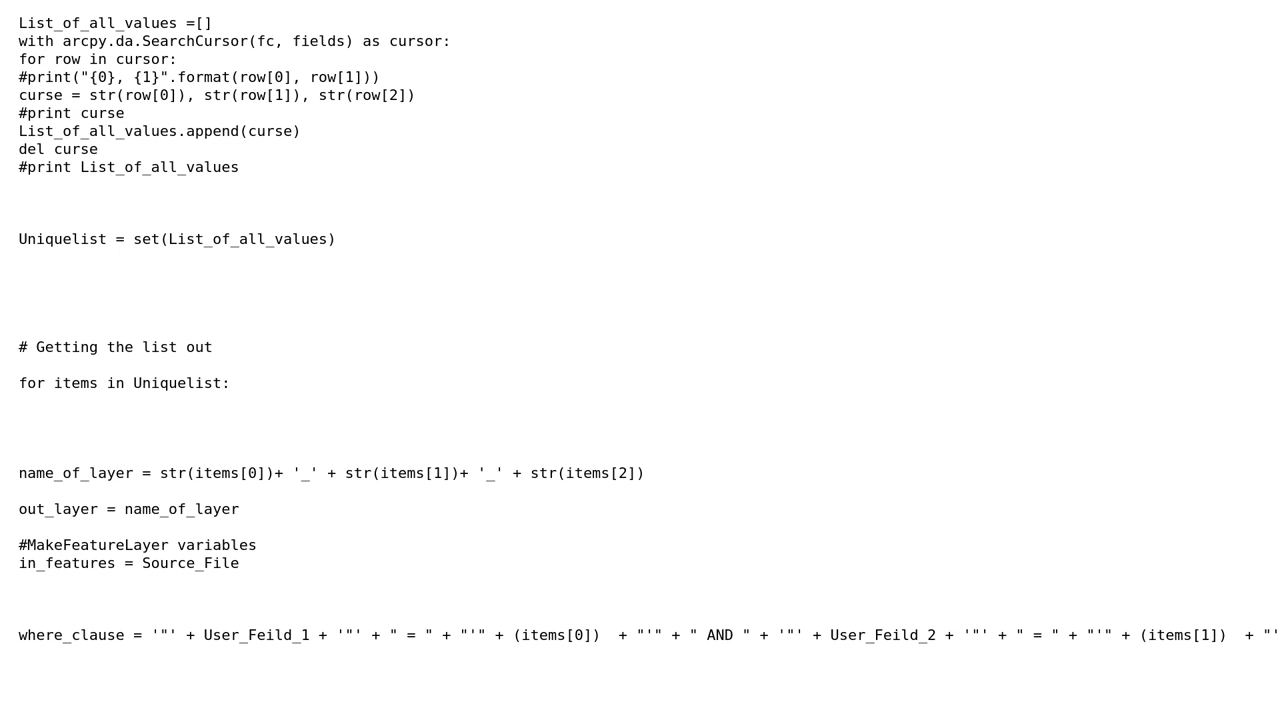 List_of_all_values =[]
with arcpy.da.SearchCursor(fc, fields) as cursor:
for row in cursor:
#print("{0}, {1}".format(row[0], row[1]))
curse = str(row[0]), str(row[1]), str(row[2])
#print curse
List_of_all_values.append(curse)
del curse
#print List_of_all_values
Uniquelist = set(List_of_all_values)
# Getting the list out
for items in Uniquelist:
name_of_layer = str(items[0])+ '_' + str(items[1])+ '_' + str(items[2])
out_layer = name_of_layer
#MakeFeatureLayer variables
in_features = Source_File
where_clause = '"' + User_Feild_1 + '"' + " = " + "'" + (items[0])  + "'" + " AND " + '"' + User_Feild_2 + '"' + " = " + "'" + (items[1])  + "'